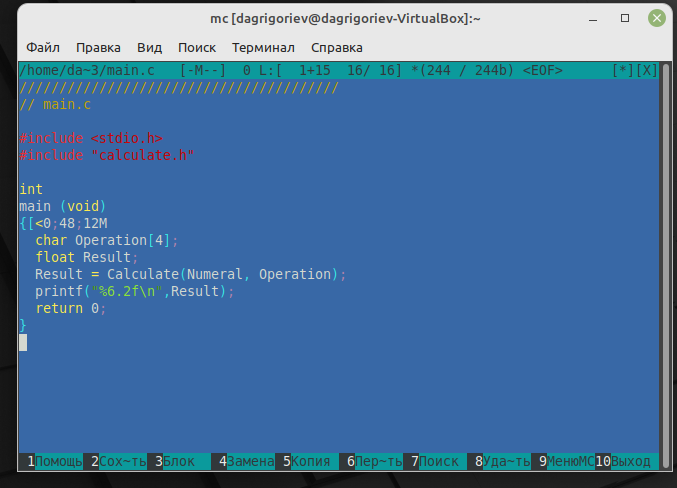 mc [dagrigoriev@dagrigoriev-VirtualBox]:~
Файл Правка Вид Поиск Терминал Справка
/home/da~3/main.c [-M--] 0 L:[ 1+15 16/ 16] *(244 / 244b) <EOF> [*][X]
////////////////////////////////////////
// main.c
#include <stdio.h>
#include "calculate.h"
int
main (void)
{[<0;48;12M
char Operation[4];
float Result;
Result = Calculate(Numeral, Operation);
printf("%6.2f\n",Result);
return 0;
}
1Помощь 2Сох~ть 3Блок 4Замена 5Копия 6Пер~ть 7Поиск 8Уда~ть 9МенюMC 10Выход